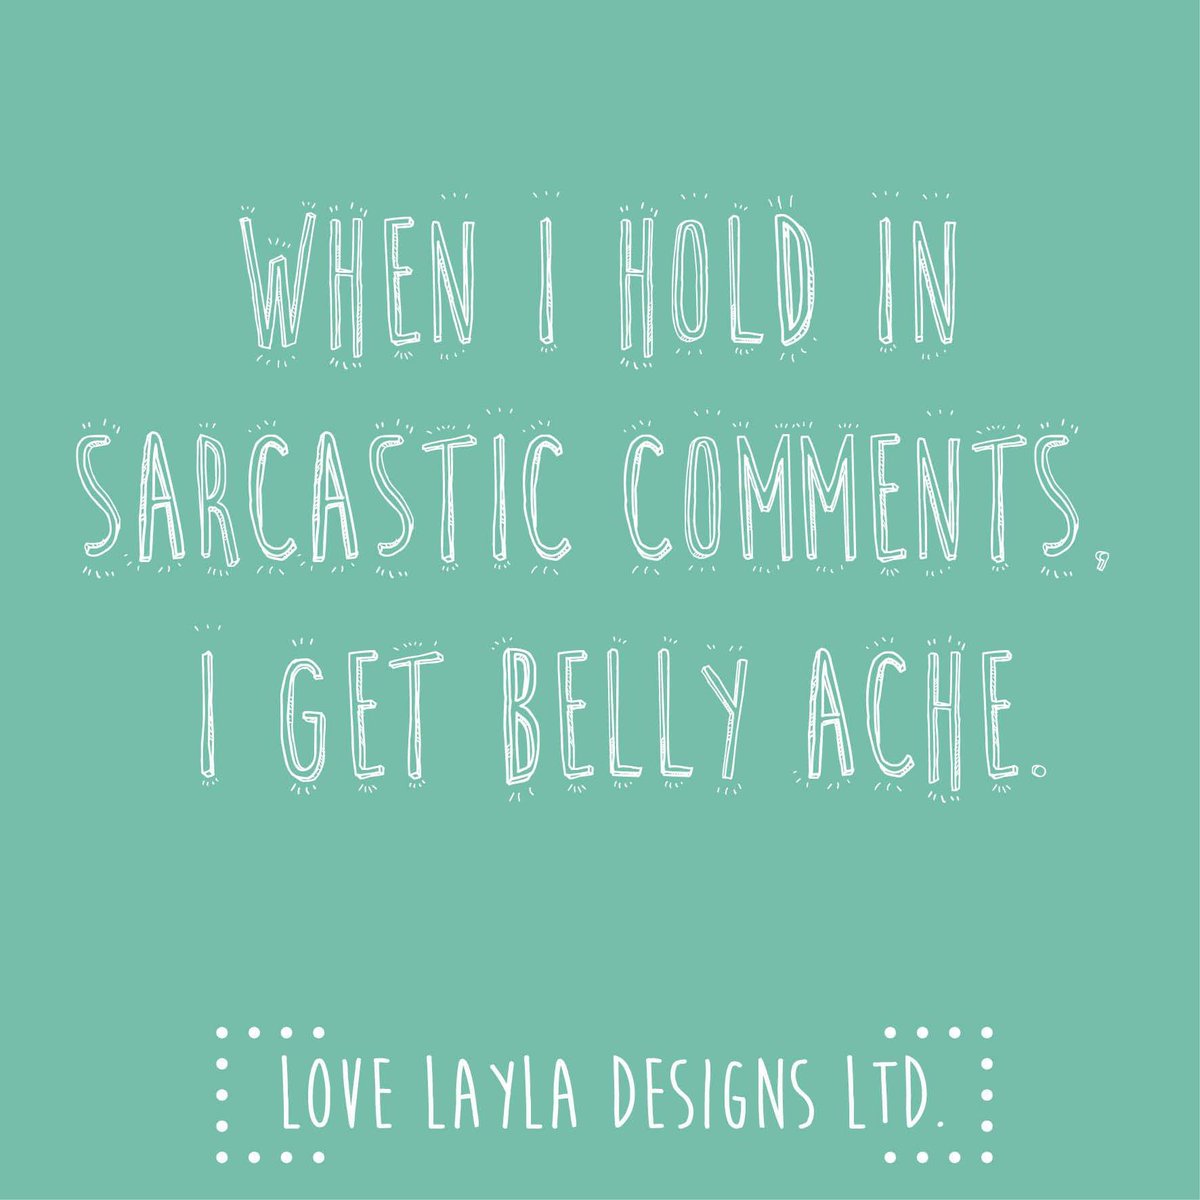 WHEN I HOLD IN
SARCASTIC COMMENTS,
I GET BELLY ACHE.
LOVE LAYLA DESIGNS LTD.